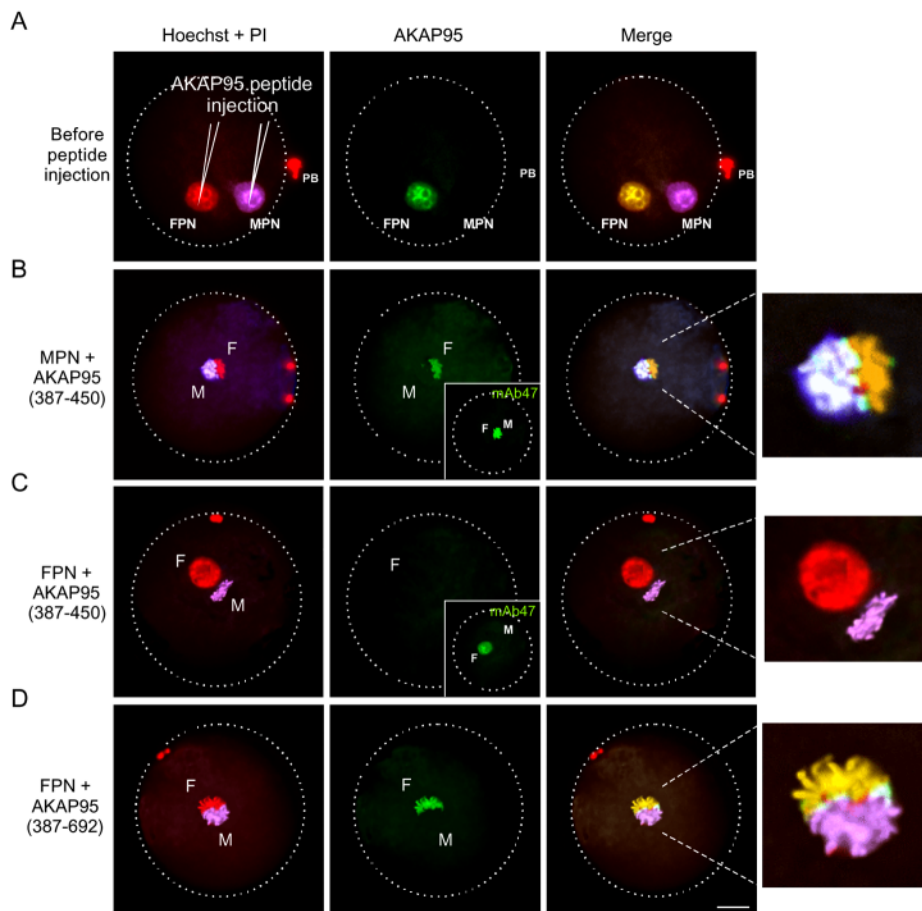 A
Hoechst + PI
AKAP95
Merge
Before
peptide
injection
AKAP95 peptide
injection
PB
FPN
MPN
PB
FPN
MPN
PB
FPN
MPN
B
MPN +
AKAP95
(387-450)
F
M
F
M
mAb47
F
M
C
FPN +
AKAP95
(387-450)
F
M
F
mAb47
M
F
D
FPN +
AKAP95
(387-692)
F
M
F
M